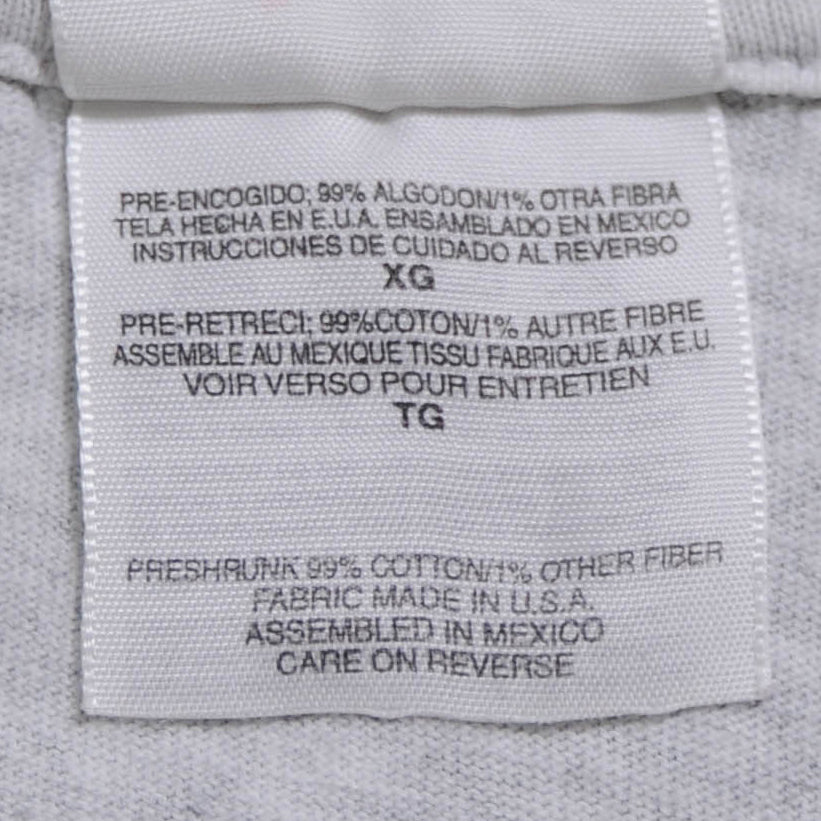 PRE-ENCOGIDO; 99% ALGODON/1% OTRA FIBRA
TELA HECHA EN E.U.A. ENSAMBLADO EN MEXICO
INSTRUCCIONES DE CUIDADO AL REVERSO
XG
PRE-RETRECI; 99%COTON/1% AUTRE FIBRE
ASSEMBLE AU MEXIQUE TISSU FABRIQUE AUX E.U.
VOIR VERSO POUR ENTRETIEN
TG
PRESHRUNK 99% COTTON/1% OTHER FIBER
FABRIC MADE IN U.S.A.
ASSEMBLED IN MEXICO
CARE ON REVERSE